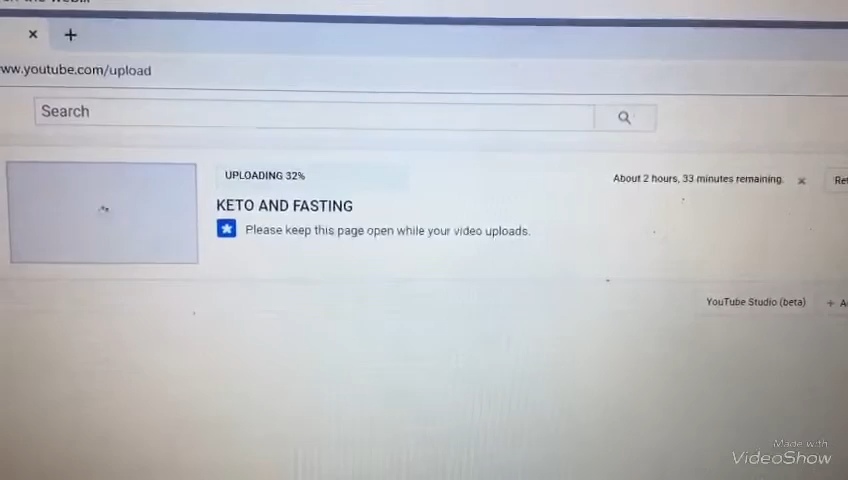 ww.youtube.com/upload
Search
UPLOADING 32%
About 2 hours, 33 minutes remaining.
KETO AND FASTING
Please keep this page open while your video uploads.
YouTube Studio (beta)
Made with
VideoShow